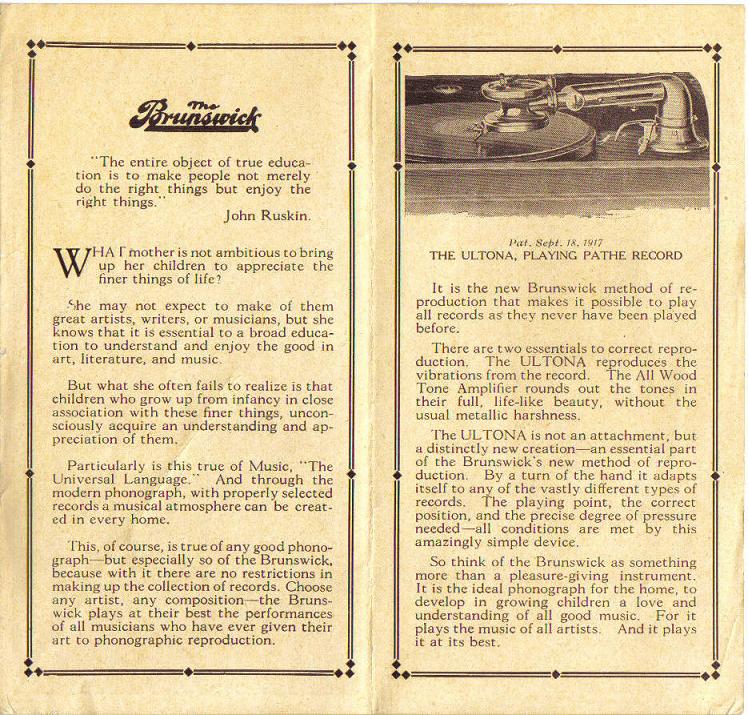 The
Brunswick
"The entire object of true educa-
tion is to make people not merely
do the right things but enjoy the
right things."
John Ruskin.
WHAT mother is not ambitious to bring
up her children to appreciate the
finer things of life?
She may not expect to make of them
great artists, writers, or musicians, but she
knows that it is essential to a broad educa-
tion to understand and enjoy the good in
art, literature, and music.
But what she often fails to realize is that
children who grow up from infancy in close
association with these finer things, uncon-
sciously acquire an understanding and ap-
preciation of them.
Particularly is this true of Music, "The
Universal Language." And through the
modern phonograph, with properly selected
records a musical atmosphere can be creat-
ed in every home.
This, of course, is true of any good phono-
graph—but especially so of the Brunswick,
because with it there are no restrictions in
making up the collection of records. Choose
any artist, any composition—the Bruns-
wick plays at their best the performances
of all musicians who have ever given their
art to phonographic reproduction.
Pat. Sept. 18, 1917
THE ULTONA, PLAYING PATHE RECORD
It is the new Brunswick method of re-
production that makes it possible to play
all records as they never have been played
before.
There are two essentials to correct repro-
duction. The ULTONA reproduces the
vibrations from the record. The All Wood
Tone Amplifier rounds out the tones in
their full, life-like beauty, without the
usual metallic harshness.
The ULTONA is not an attachment, but
a distinctly new creation—an essential part
of the Brunswick's new method of repro-
duction. By a turn of the hand it adapts
itself to any of the vastly different types of
records. The playing point, the correct
position, and the precise degree of pressure
needed—all conditions are met by this
amazingly simple device.
So think of the Brunswick as something
more than a pleasure-giving instrument.
It is the ideal phonograph for the home, to
develop in growing children a love and
understanding of all good music. For it
plays the music of all artists. And it plays
it at its best.